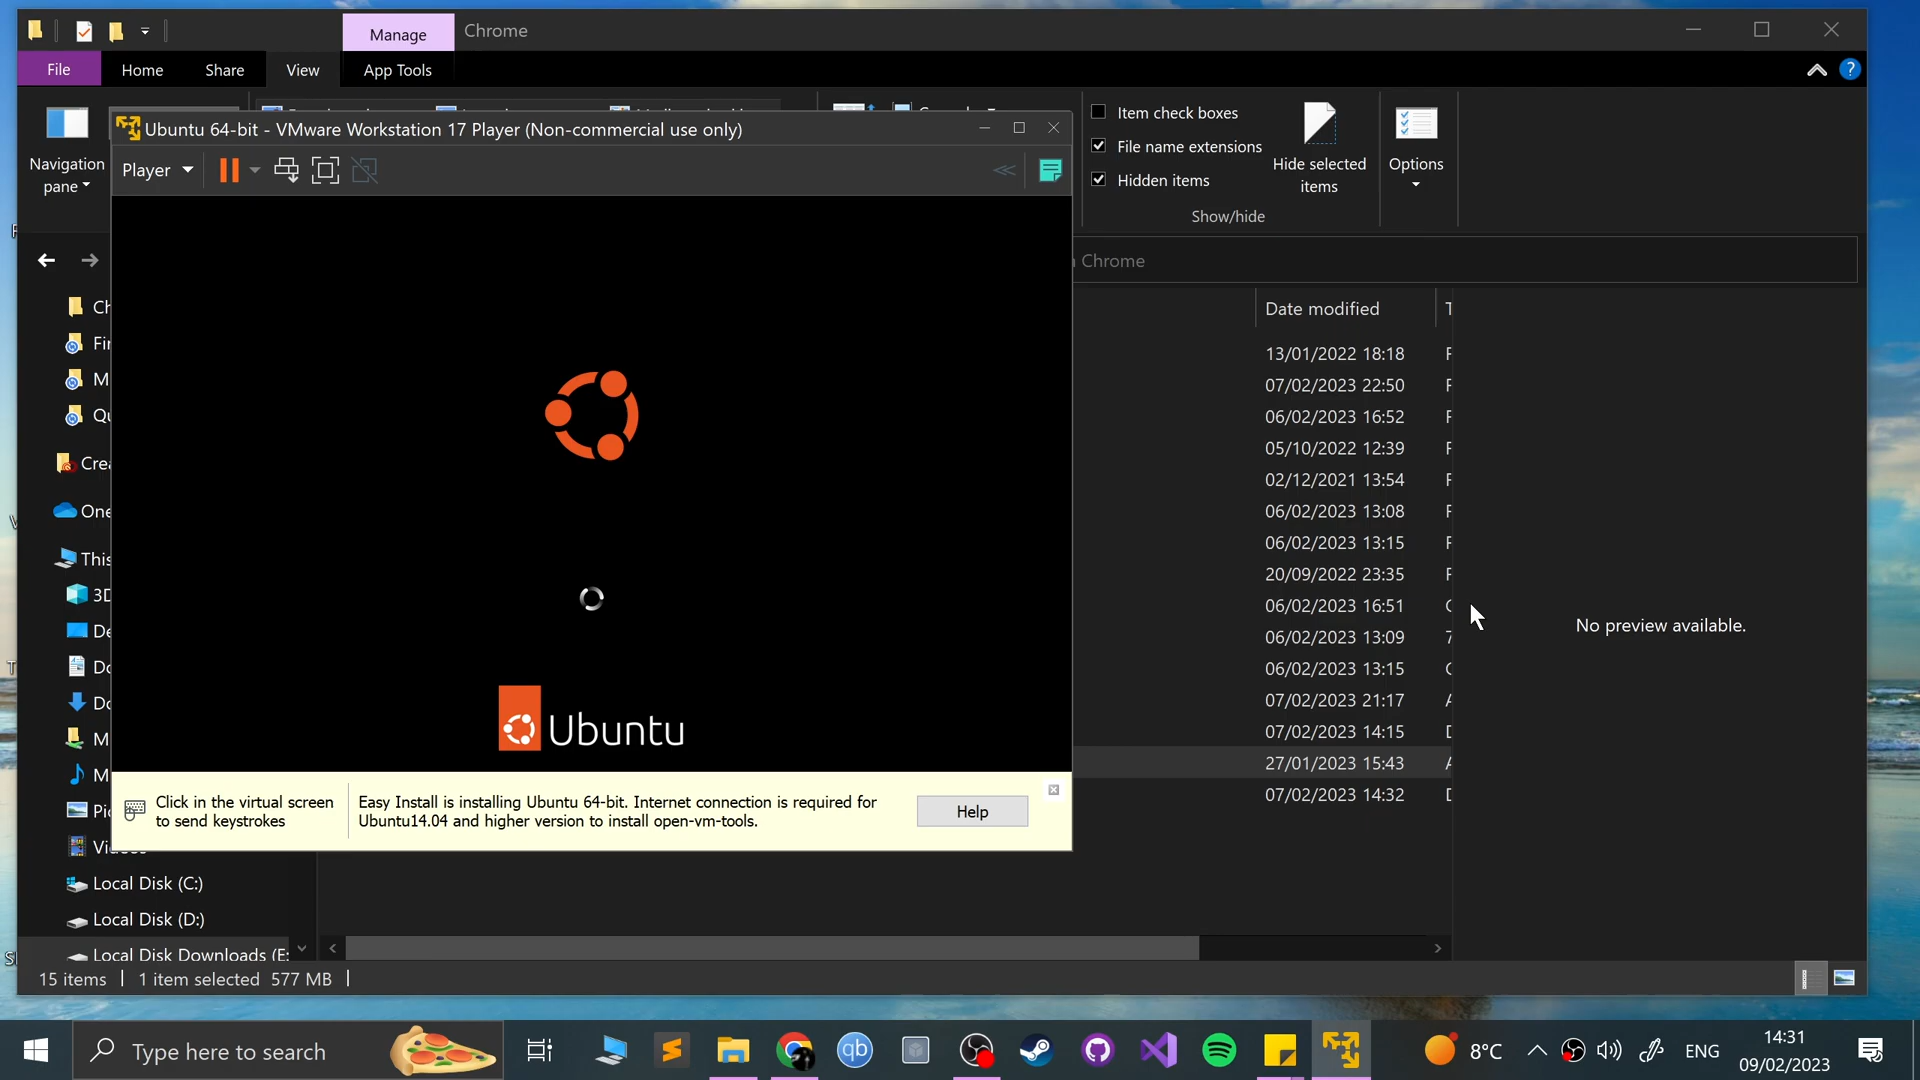 Manage
Chrome
File
Home
Share
View
App Tools
Navigation
pane
Item check boxes
File name extensions
Hidden items
Hide selected
items
Options
Show/hide
Ubuntu 64-bit - VMware Workstation 17 Player (Non-commercial use only)
Player
Chrome
Date modified
13/01/2022 18:18
07/02/2023 22:50
06/02/2023 16:52
05/10/2022 12:39
02/12/2021 13:54
06/02/2023 13:08
06/02/2023 13:15
20/09/2022 23:35
06/02/2023 16:51
06/02/2023 13:09
06/02/2023 13:15
07/02/2023 21:17
07/02/2023 14:15
27/01/2023 15:43
07/02/2023 14:32
No preview available.
Ubuntu
Click in the virtual screen
to send keystrokes
Easy Install is installing Ubuntu 64-bit. Internet connection is required for
Ubuntu14.04 and higher version to install open-vm-tools.
Help
Local Disk (C:)
Local Disk (D:)
Local Disk Downloads (E:
15 items
1 item selected 577 MB
Type here to search
qb
8°C
ENG
14:31
09/02/2023